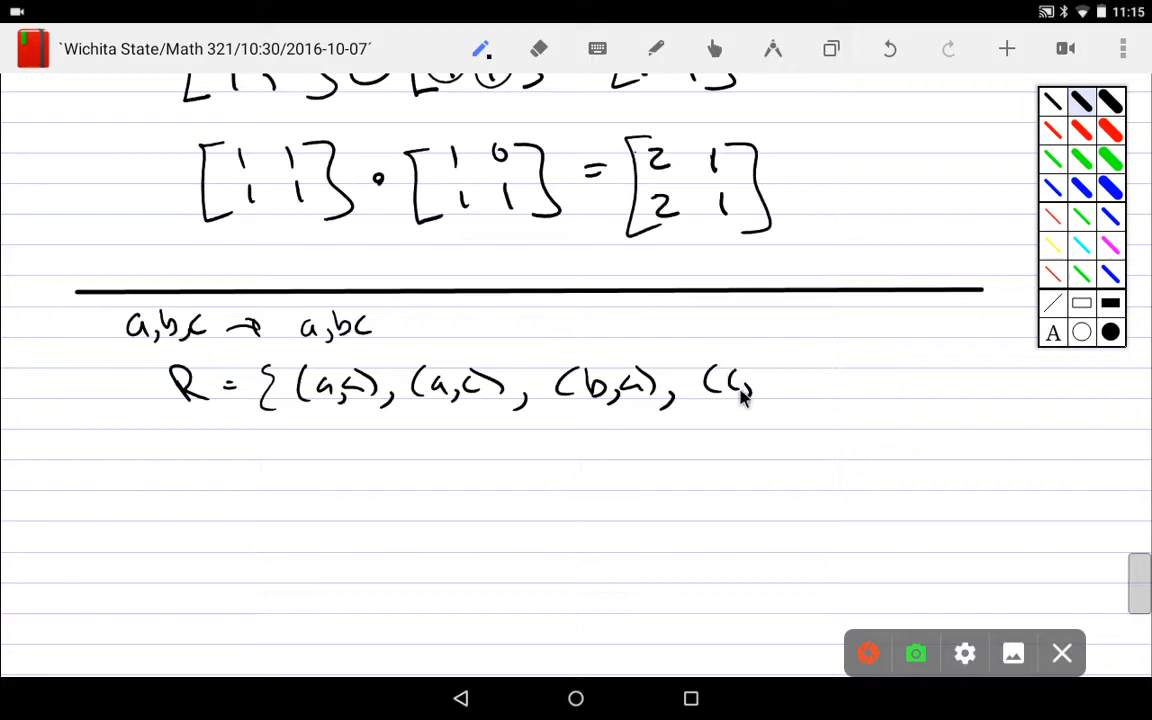 11:15
`Wichita State/Math 321/10:30/2016-10-07´
[1 1; 1 1] • [1 0; 1 1] = [2 1; 2 1]
a,b,c → a,b,c
R = { (a,a), (a,c), (b,a), (c,
A